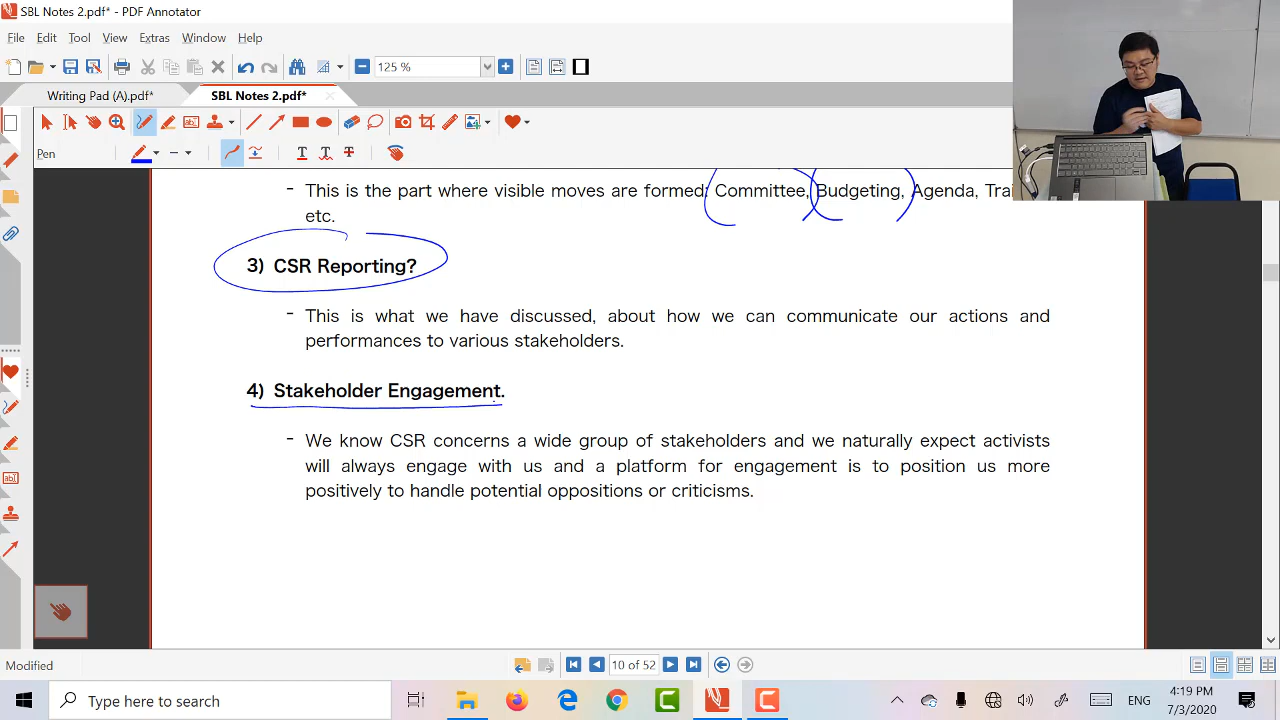 SBL Notes 2.pdf* - PDF Annotator
File Edit Tool View Extras Window Help
125 %
Writing Pad (A).pdf* SBL Notes 2.pdf*
Pen
- This is the part where visible moves are formed: Committee, Budgeting, Agenda,
etc.
3) CSR Reporting?
- This is what we have discussed, about how we can communicate our actions and
performances to various stakeholders.
4) Stakeholder Engagement.
- We know CSR concerns a wide group of stakeholders and we naturally expect activists
will always engage with us and a platform for engagement is to position us more
positively to handle potential oppositions or criticisms.
Modified
10 of 52
Type here to search
ENG
4:19 PM
7/3/2020